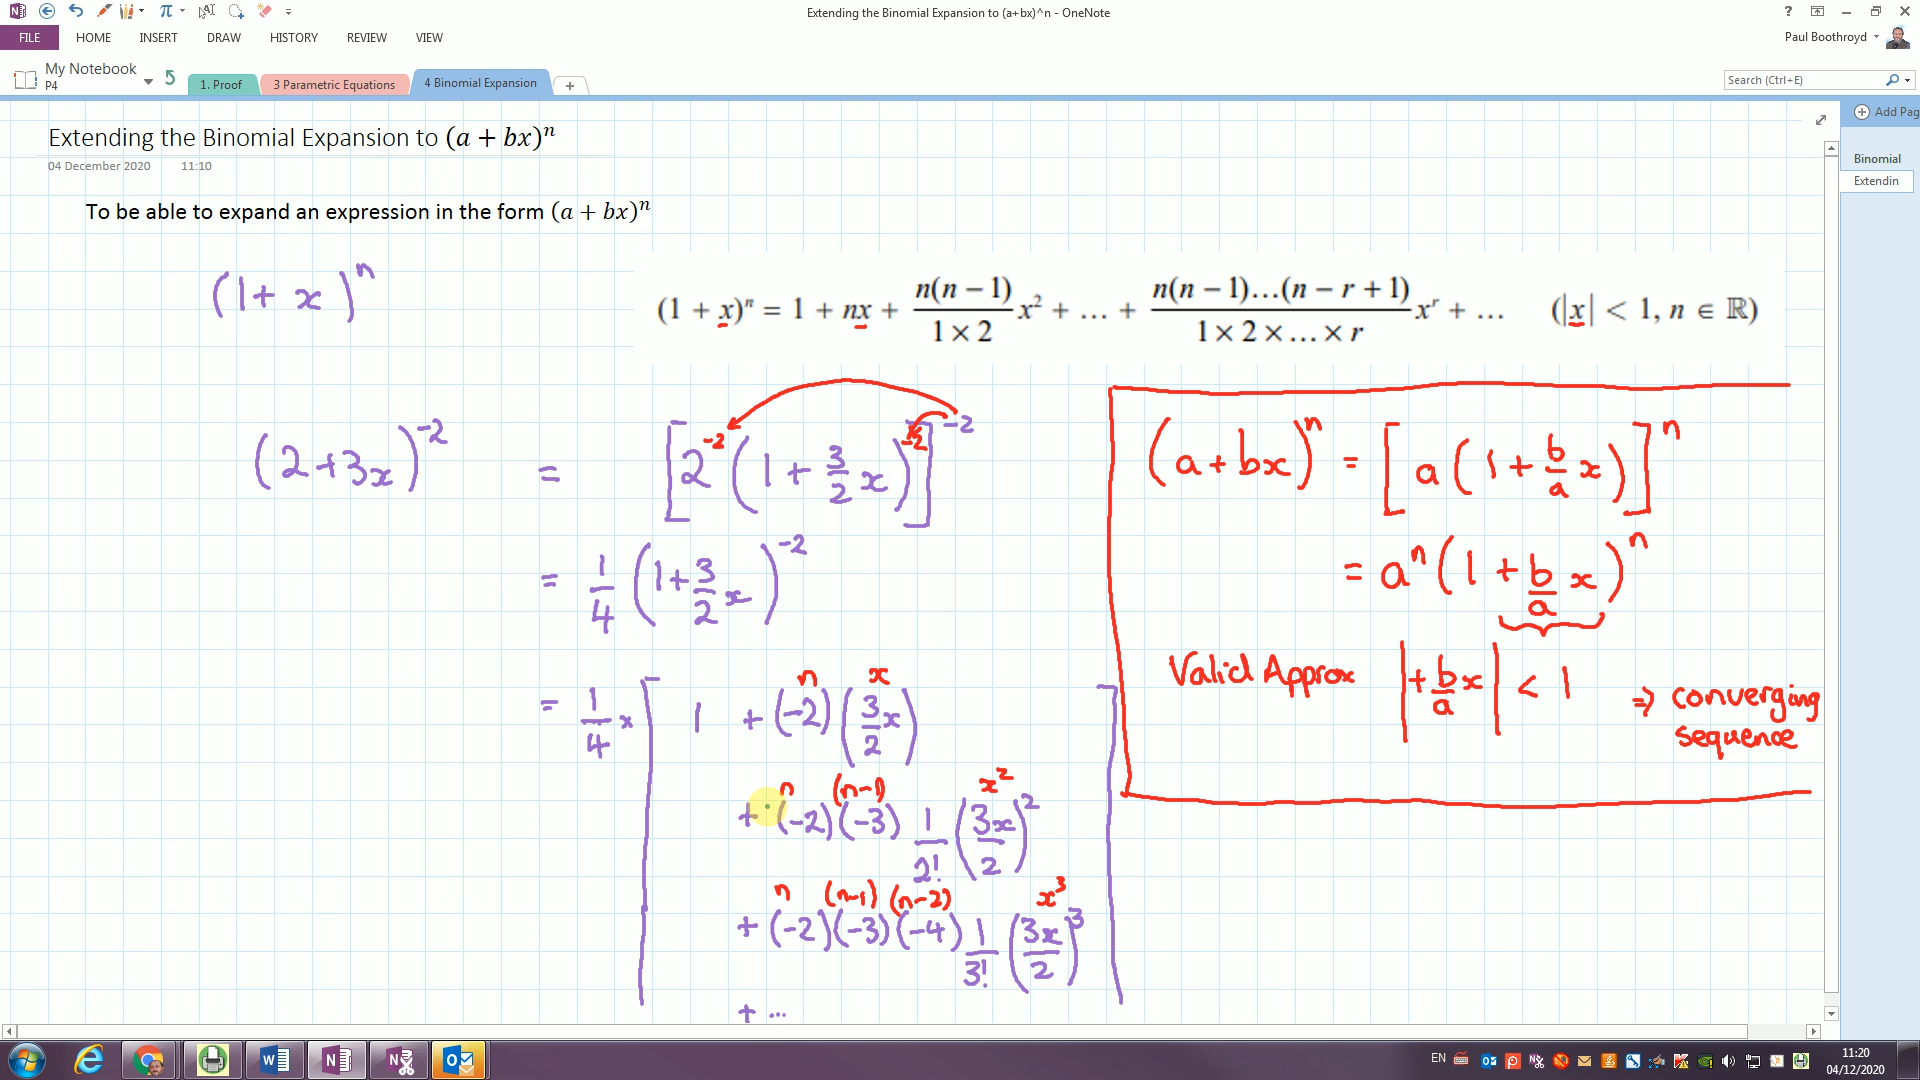 Extending the Binomial Expansion to (a+bx)^n - OneNote
FILE HOME INSERT DRAW HISTORY REVIEW VIEW
Paul Boothroyd
My Notebook
P4
1. Proof 3 Parametric Equations 4 Binomial Expansion +
Search (Ctrl+E)
Add Pag
Binomial
Extendin
Extending the Binomial Expansion to (a + bx)^n
04 December 2020 11:10
To be able to expand an expression in the form (a + bx)^n
(1 + x)^n
(1 + x)^n = 1 + nx + n(n − 1)/(1 × 2) x² + … + n(n − 1)…(n − r + 1)/(1 × 2 × … × r) x^r + … (|x| < 1, n ∈ ℝ)
(2+3x)^-2 = [2^-2 (1 + 3/2 x)^-2]^-2
= 1/4 (1 + 3/2 x)^-2
n x
= 1/4 × [ 1 + (-2)(3/2 x)
n (n-1) x²
+ (-2)(-3) 1/2! (3x/2)²
n (n-1) (n-2) x³
+ (-2)(-3)(-4) 1/3! (3x/2)³
+ ... ]
(a + bx)^n = [a(1 + b/a x)]^n
= a^n (1 + b/a x)^n
Valid Approx |+b/a x| < 1 ⇒ converging
sequence
EN
11:20
04/12/2020